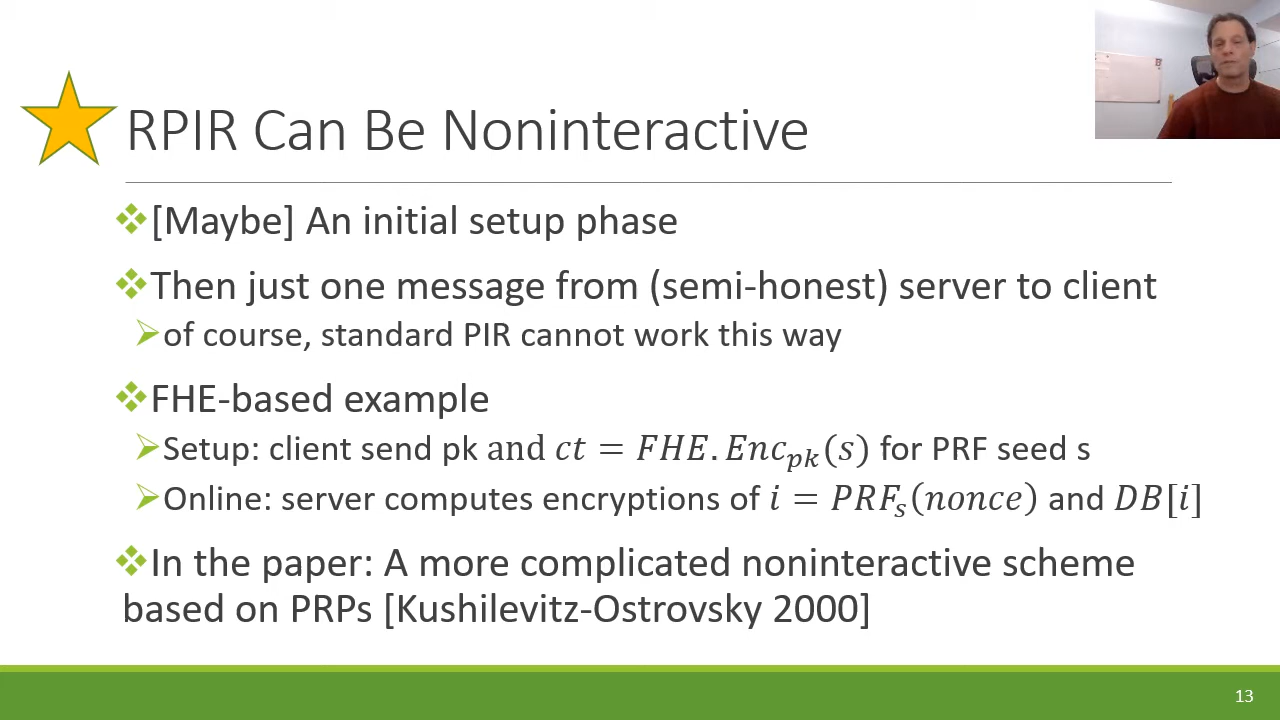 RPIR Can Be Noninteractive
❖[Maybe] An initial setup phase
❖Then just one message from (semi-honest) server to client
➢of course, standard PIR cannot work this way
❖FHE-based example
➢Setup: client send pk and 𝑐𝑡 = 𝐹𝐻𝐸. 𝐸𝑛𝑐_{𝑝𝑘}(𝑠) for PRF seed s
➢Online: server computes encryptions of 𝑖 = 𝑃𝑅𝐹_𝑠(𝑛𝑜𝑛𝑐𝑒) and 𝐷𝐵[𝑖]
❖In the paper: A more complicated noninteractive scheme
based on PRPs [Kushilevitz-Ostrovsky 2000]
13